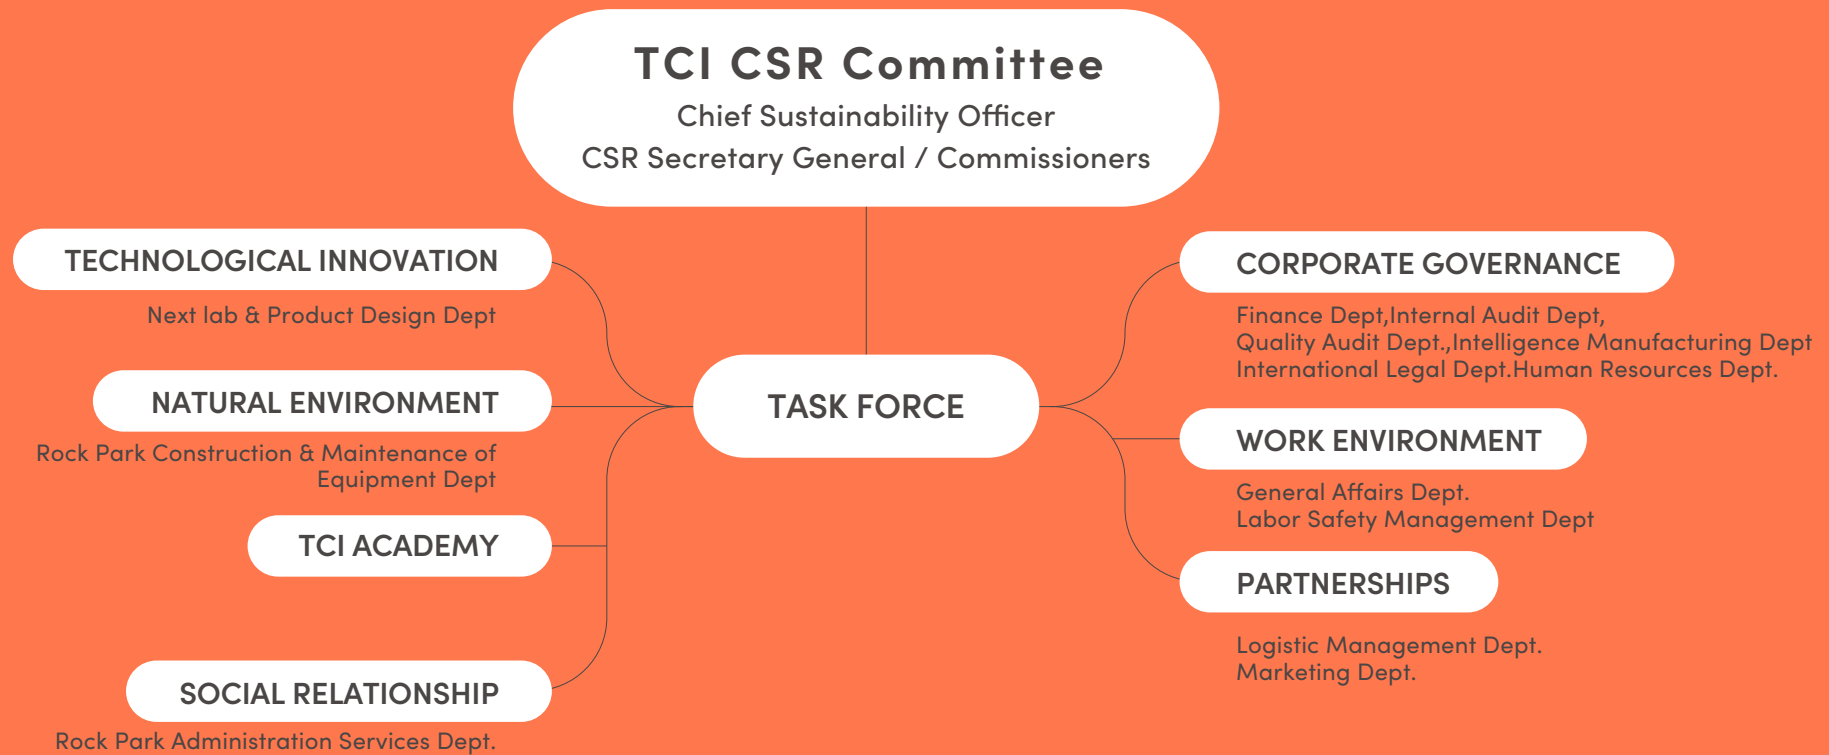 TCI CSR Committee
Chief Sustainability Officer
CSR Secretary General / Commissioners
TECHNOLOGICAL INNOVATION
Next lab & Product Design Dept
NATURAL ENVIRONMENT
Rock Park Construction & Maintenance of
Equipment Dept
TCI ACADEMY
SOCIAL RELATIONSHIP
Rock Park Administration Services Dept.
TASK FORCE
CORPORATE GOVERNANCE
Finance Dept,Internal Audit Dept,
Quality Audit Dept.,Intelligence Manufacturing Dept
International Legal Dept.Human Resources Dept.
WORK ENVIRONMENT
General Affairs Dept.
Labor Safety Management Dept
PARTNERSHIPS
Logistic Management Dept.
Marketing Dept.